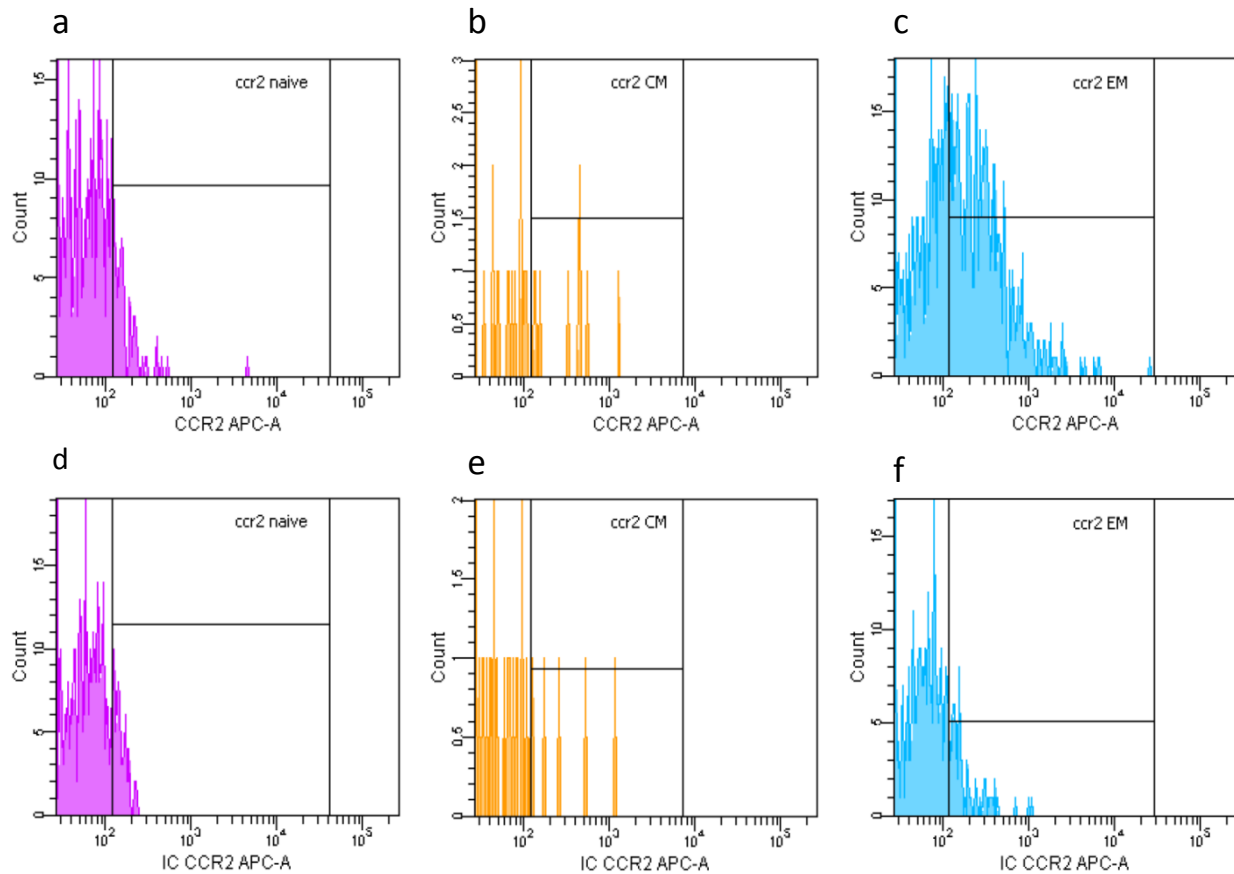 a
b
c
ccr2 naive
ccr2 CM
ccr2 EM
Count
0 5 10 15
10² 10³ 10⁴ 10⁵
CCR2 APC-A
Count
0 0.5 1 1.5 2 2.5 3
10² 10³ 10⁴ 10⁵
CCR2 APC-A
Count
0 5 10 15
10² 10³ 10⁴ 10⁵
CCR2 APC-A
d
e
f
ccr2 naive
ccr2 CM
ccr2 EM
Count
0 5 10 15
10² 10³ 10⁴ 10⁵
IC CCR2 APC-A
Count
0 0.5 1 1.5 2
10² 10³ 10⁴ 10⁵
IC CCR2 APC-A
Count
0 5 10 15
10² 10³ 10⁴ 10⁵
IC CCR2 APC-A